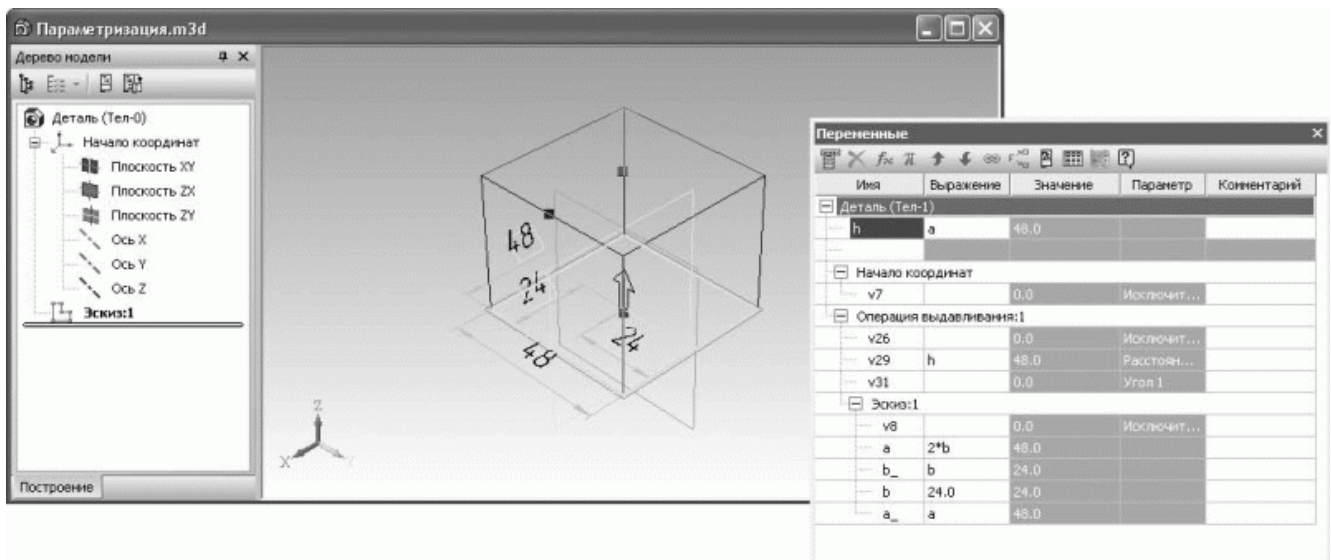 Параметризация.m3d
Дерево модели
Деталь (Тел-0)
Начало координат
Плоскость XY
Плоскость ZX
Плоскость ZY
Ось X
Ось Y
Ось Z
Эскиз:1
Построение
48
24
48
24
Z
X
Y
Переменные
Имя Выражение Значение Параметр Комментарий
Деталь (Тел-1)
h a 48.0
Начало координат
v7 0.0 Исключит...
Операция выдавливания:1
v26 0.0 Исключит...
v29 h 48.0 Расстоян...
v31 0.0 Угол 1
Эскиз:1
v8 0.0 Исключит...
a 2*b 48.0
b_ b 24.0
b 24.0 24.0
a_ a 48.0